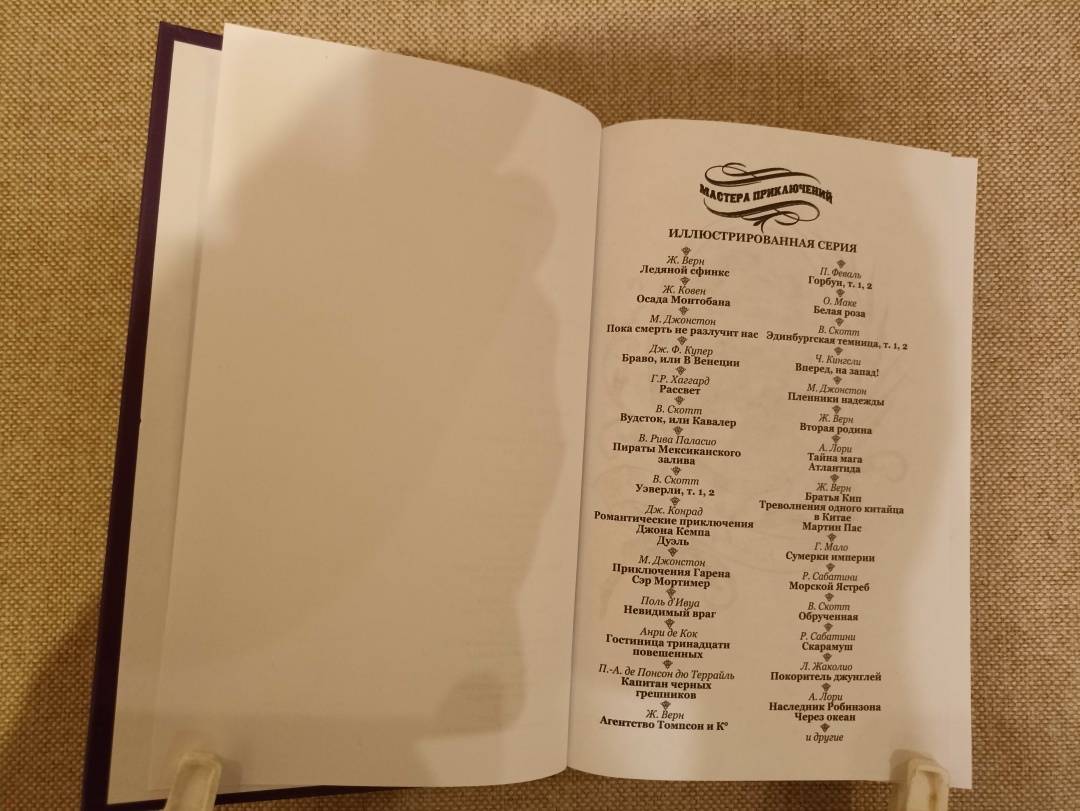 МАСТЕРА ПРИКЛЮЧЕНИЙ
ИЛЛЮСТРИРОВАННАЯ СЕРИЯ
Ж. Верн
Ледяной сфинкс
Ж. Ковен
Осада Монтобана
М. Джонстон
Пока смерть не разлучит нас
Дж. Ф. Купер
Браво, или В Венеции
Г.Р. Хаггард
Рассвет
В. Скотт
Вудсток, или Кавалер
В. Рива Паласио
Пираты Мексиканского
залива
В. Скотт
Уэверли, т. 1, 2
Дж. Конрад
Романтические приключения
Джона Кемпа
Дуэль
М. Джонстон
Приключения Гарена
Сэр Мортимер
Поль д'Ивуа
Невидимый враг
Анри де Кок
Гостиница тринадцати
повешенных
П.-А. де Понсон дю Террайль
Капитан черных
грешников
Ж. Верн
Агентство Томпсон и К°
П. Феваль
Горбун, т. 1, 2
О. Маке
Белая роза
В. Скотт
Эдинбургская темница, т. 1, 2
Ч. Кингсли
Вперед, на запад!
М. Джонстон
Пленники надежды
Ж. Верн
Вторая родина
А. Лори
Тайна мага
Атлантида
Ж. Верн
Братья Кип
Треволнения одного китайца
в Китае
Мартин Пас
Г. Мало
Сумерки империи
Р. Сабатини
Морской Ястреб
В. Скотт
Обрученная
Р. Сабатини
Скарамуш
Л. Жаколио
Покоритель джунглей
А. Лори
Наследник Робинзона
Через океан
и другие